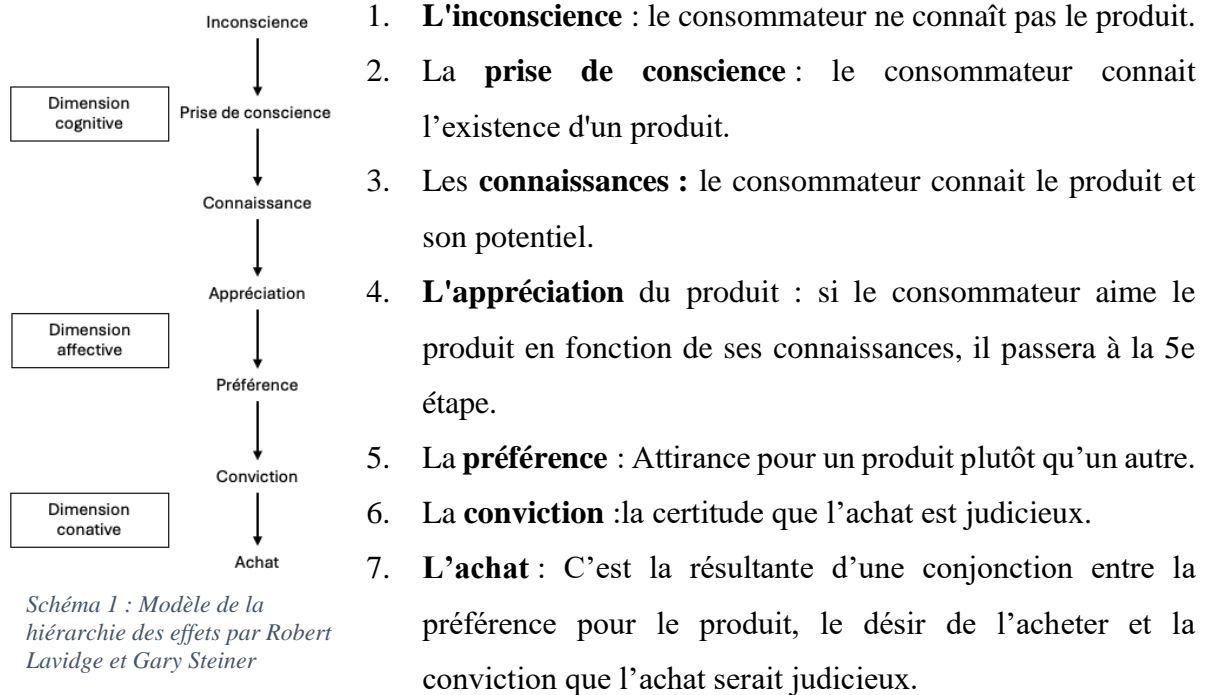 Inconscience
Dimension
cognitive
Prise de conscience
Connaissance
Appréciation
Dimension
affective
Préférence
Conviction
Dimension
conative
Achat
Schéma 1 : Modèle de la
hiérarchie des effets par Robert
Lavidge et Gary Steiner
1. L'inconscience : le consommateur ne connaît pas le produit.
2. La prise de conscience : le consommateur connait
l’existence d'un produit.
3. Les connaissances : le consommateur connait le produit et
son potentiel.
4. L'appréciation du produit : si le consommateur aime le
produit en fonction de ses connaissances, il passera à la 5e
étape.
5. La préférence : Attirance pour un produit plutôt qu’un autre.
6. La conviction :la certitude que l’achat est judicieux.
7. L’achat : C’est la résultante d’une conjonction entre la
préférence pour le produit, le désir de l’acheter et la
conviction que l’achat serait judicieux.